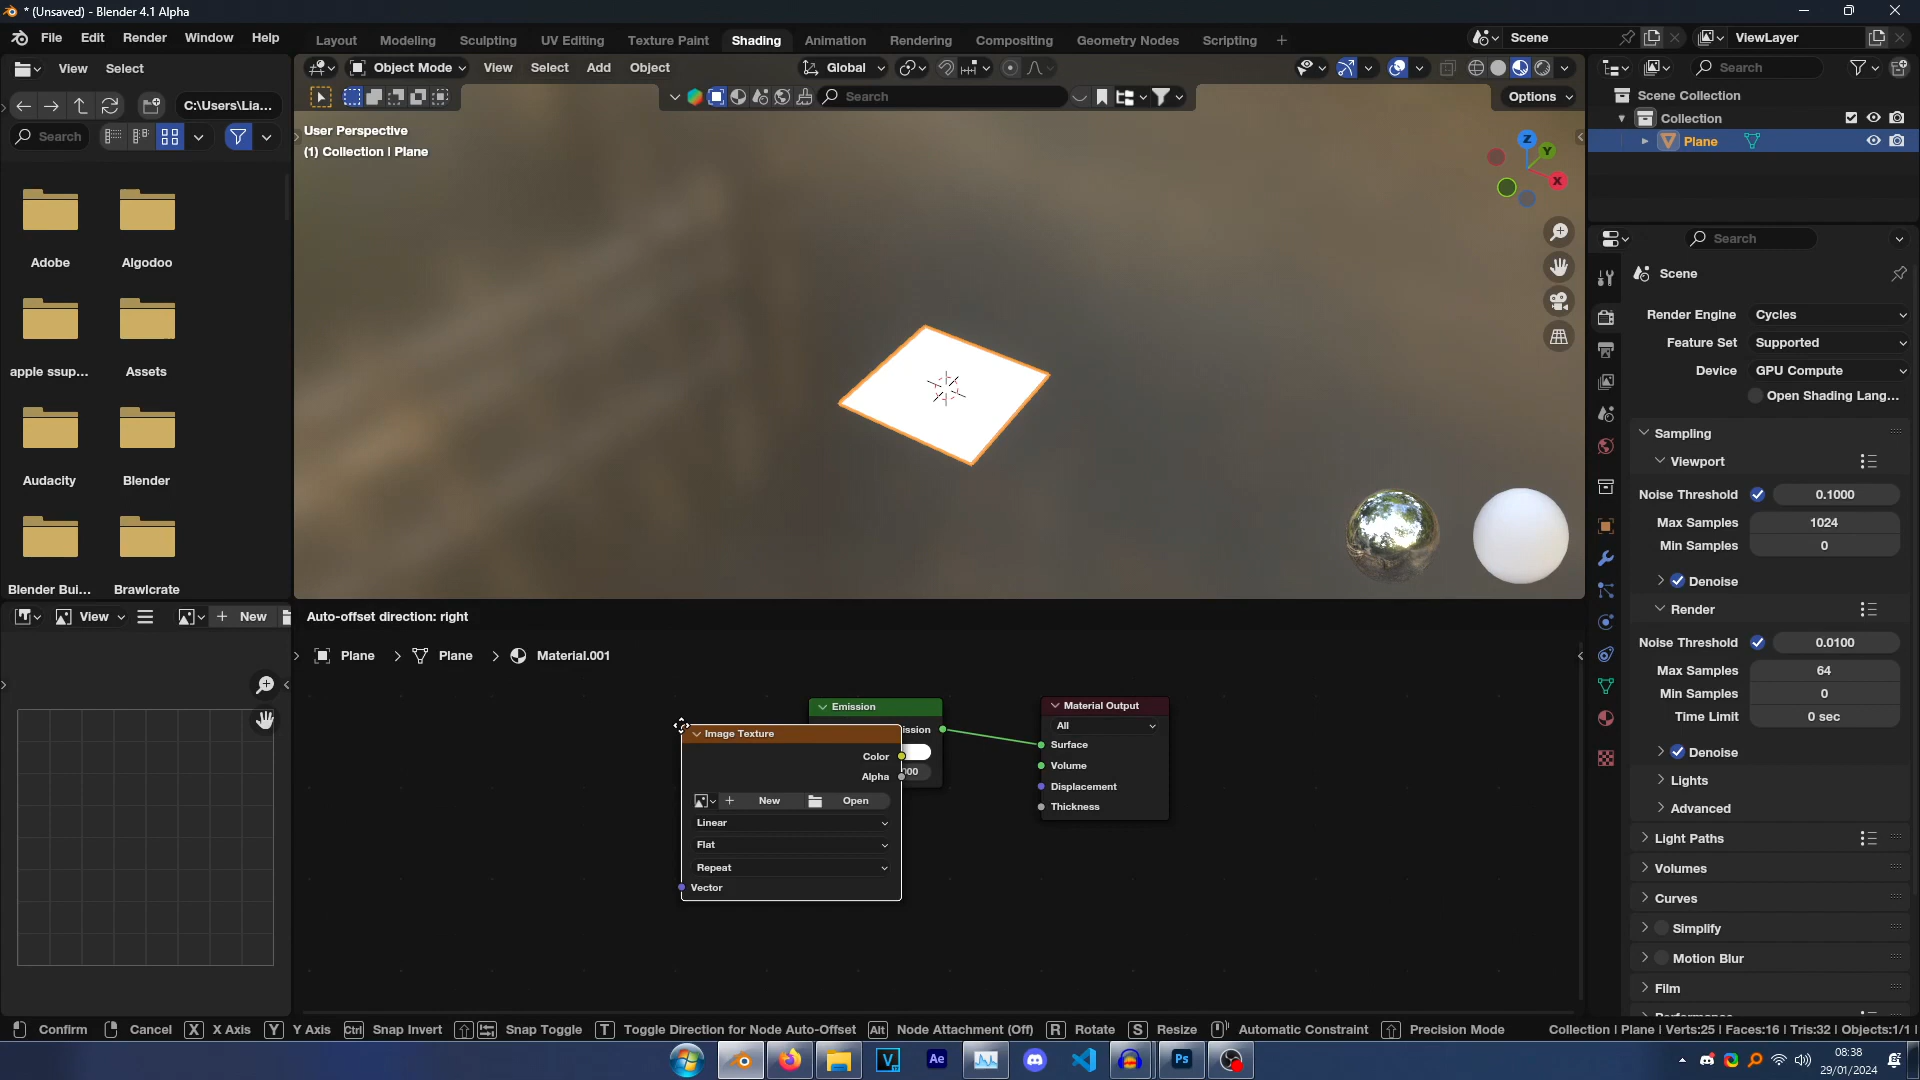 * (Unsaved) - Blender 4.1 Alpha
File Edit Render Window Help
Layout Modeling Sculpting UV Editing Texture Paint Shading Animation Rendering Compositing Geometry Nodes Scripting +
Scene
ViewLayer
View Select
Object Mode View Select Add Object
Global
Search
C:\Users\Lia...
Search
Search
Options
Adobe
Algodoo
apple ssup...
Assets
Audacity
Blender
Blender Bui...
Brawlcrate
User Perspective
(1) Collection | Plane
Z
Y
X
Scene Collection
Collection
Plane
Search
Scene
Render Engine Cycles
Feature Set Supported
Device GPU Compute
Open Shading Lang...
Sampling
Viewport
Noise Threshold 0.1000
Max Samples 1024
Min Samples 0
Denoise
Render
Noise Threshold 0.0100
Max Samples 64
Min Samples 0
Time Limit 0 sec
Denoise
Lights
Advanced
Light Paths
Volumes
Curves
Simplify
Motion Blur
Film
View
+ New
Auto-offset direction: right
Plane > Plane > Material.001
Emission
ission
000
Image Texture
Color
Alpha
+ New Open
Linear
Flat
Repeat
Vector
Material Output
All
Surface
Volume
Displacement
Thickness
Confirm Cancel X X Axis Y Y Axis Ctrl Snap Invert Snap Toggle T Toggle Direction for Node Auto-Offset Alt Node Attachment (Off) R Rotate S Resize Automatic Constraint Precision Mode
Collection | Plane | Verts:25 | Faces:16 | Tris:32 | Objects:1/1 |
V
Ae
Ps
08:38
29/01/2024